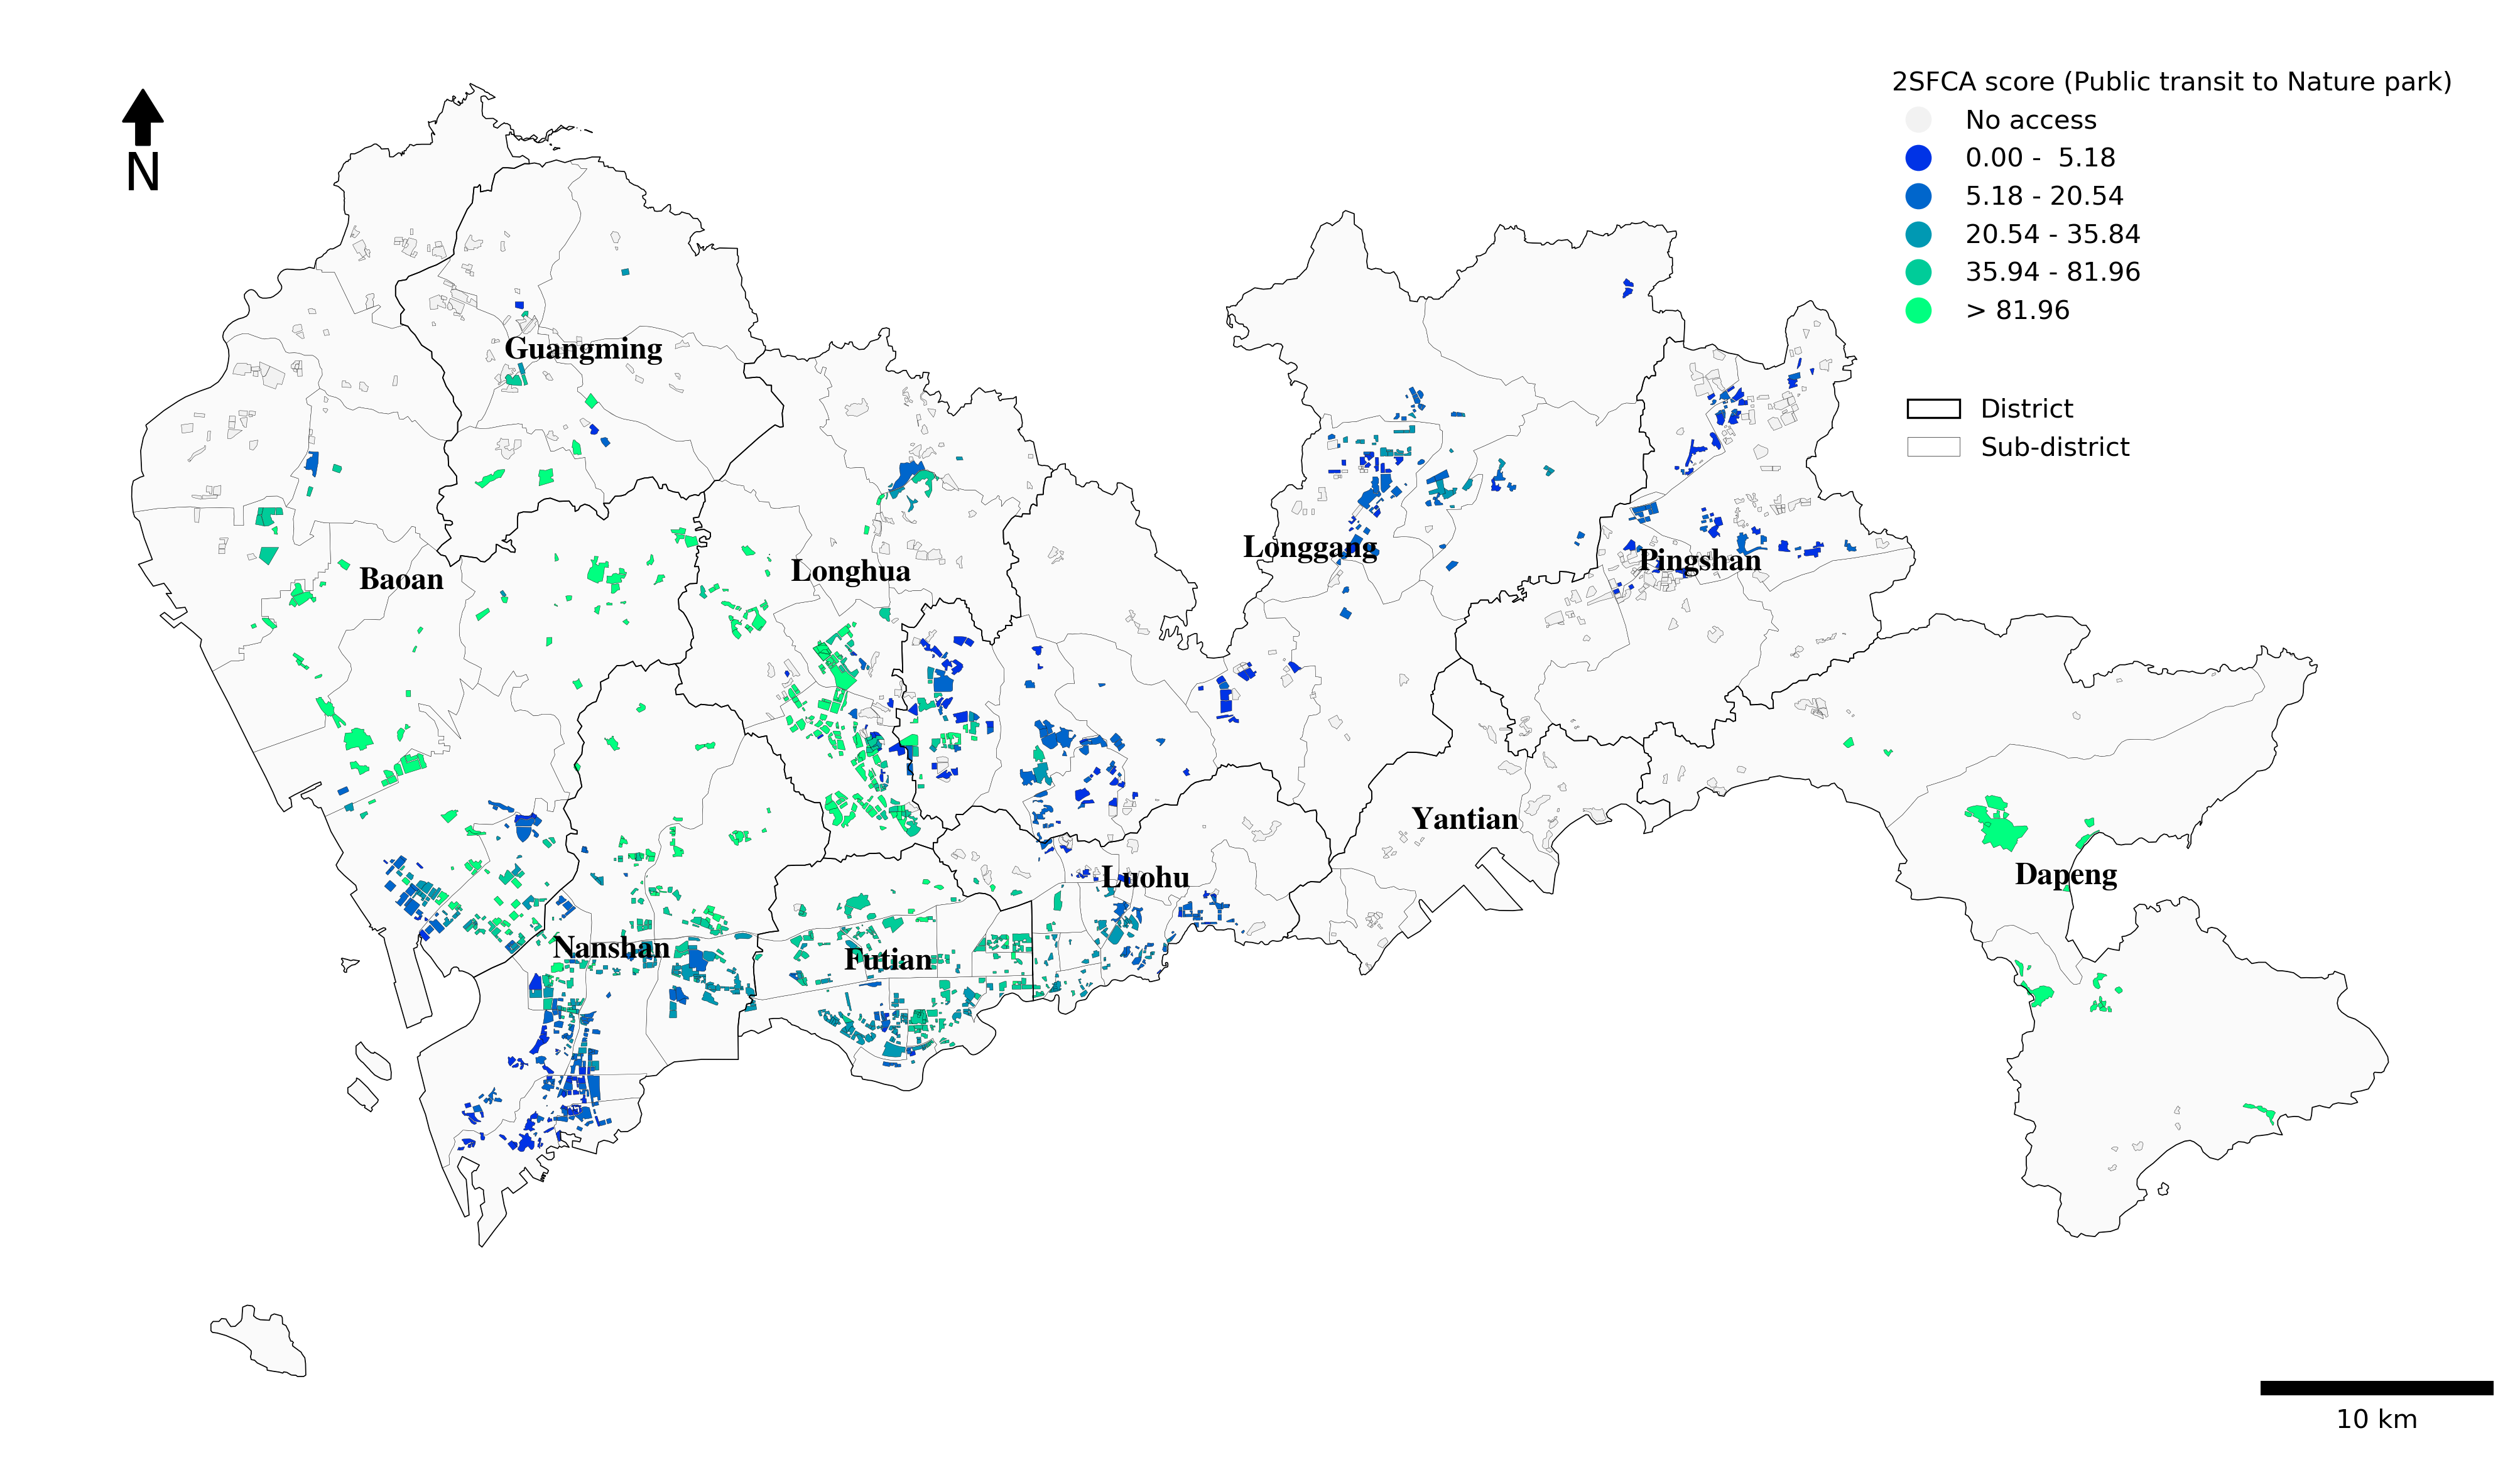 2SFCA score (Public transit to Nature park)
No access
0.00 -  5.18
5.18 - 20.54
20.54 - 35.84
35.94 - 81.96
> 81.96
District
Sub-district
N
Guangming
Baoan
Longhua
Longgang
Pingshan
Yantian
Luohu
Dapeng
Nanshan
Futian
10 km